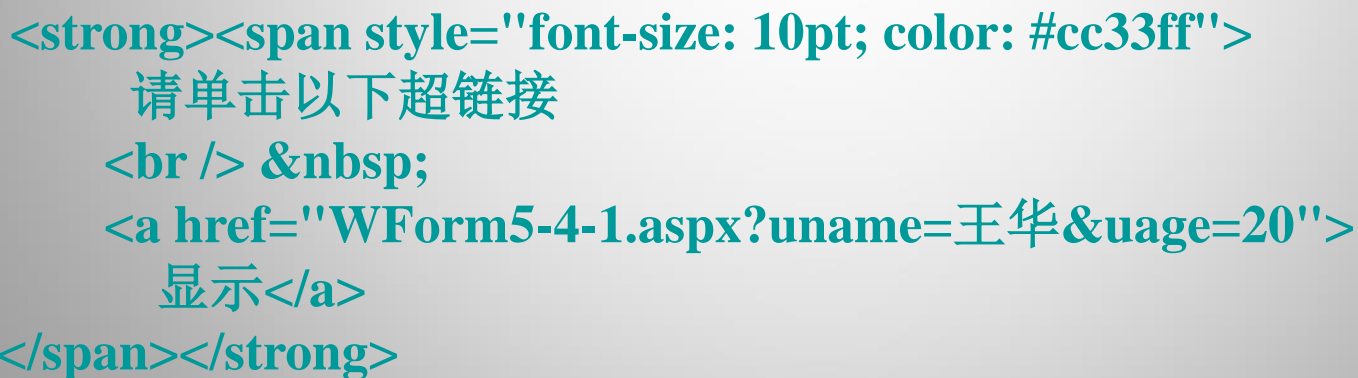 <strong><span style="font-size: 10pt; color: #cc33ff">
请单击以下超链接
<br /> &nbsp;
<a href="WForm5-4-1.aspx?uname=王华&uage=20">
显示</a>
</span></strong>